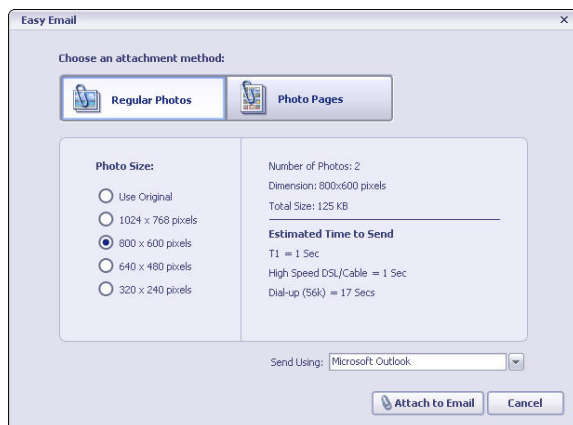 Easy Email
Choose an attachment method:
Regular Photos
Photo Pages
Photo Size:
Use Original
1024 x 768 pixels
800 x 600 pixels
640 x 480 pixels
320 x 240 pixels
Number of Photos: 2
Dimension: 800x600 pixels
Total Size: 125 KB
Estimated Time to Send
T1 = 1 Sec
High Speed DSL/Cable = 1 Sec
Dial-up (56k) = 17 Secs
Send Using: Microsoft Outlook
Attach to Email
Cancel